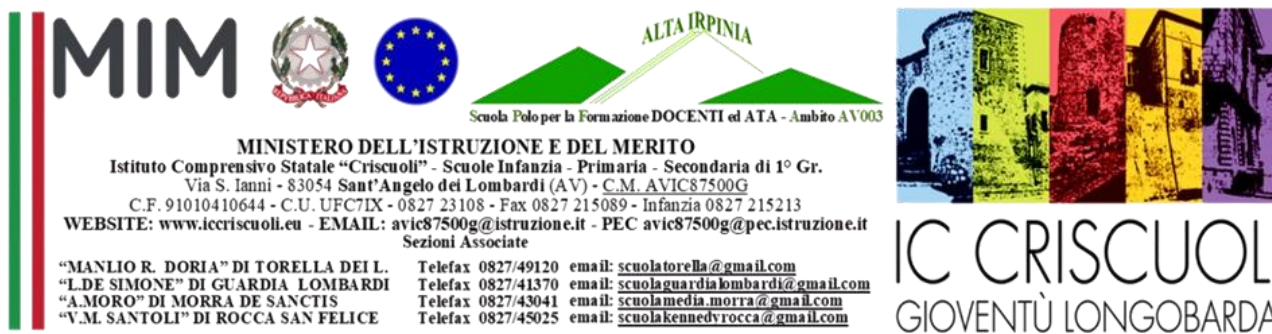 MIM
REPVBBLICA ITALIANA
ALTA IRPINIA
Scuola Polo per la Formazione DOCENTI ed ATA - Ambito AV003
MINISTERO DELL'ISTRUZIONE E DEL MERITO
Istituto Comprensivo Statale “Criscuoli” - Scuole Infanzia - Primaria - Secondaria di 1° Gr.
Via S. Ianni - 83054 Sant'Angelo dei Lombardi (AV) - C.M. AVIC87500G
C.F. 91010410644 - C.U. UFC7IX - 0827 23108 - Fax 0827 215089 - Infanzia 0827 215213
WEBSITE: www.iccriscuoli.eu - EMAIL: avic87500g@istruzione.it - PEC avic87500g@pec.istruzione.it
Sezioni Associate
“MANLIO R. DORIA” DI TORELLA DEI L. Telefax 0827/49120 email: scuolatorella@gmail.com
“L.DE SIMONE” DI GUARDIA LOMBARDI Telefax 0827/41370 email: scuolaguardialombardi@gmail.com
“A.MORO” DI MORRA DE SANCTIS Telefax 0827/43041 email: scuolamedia.morra@gmail.com
“V.M. SANTOLI” DI ROCCA SAN FELICE Telefax 0827/45025 email: scuolakennedyrocca@gmail.com
IC CRISCUOL
GIOVENTÙ LONGOBARDA